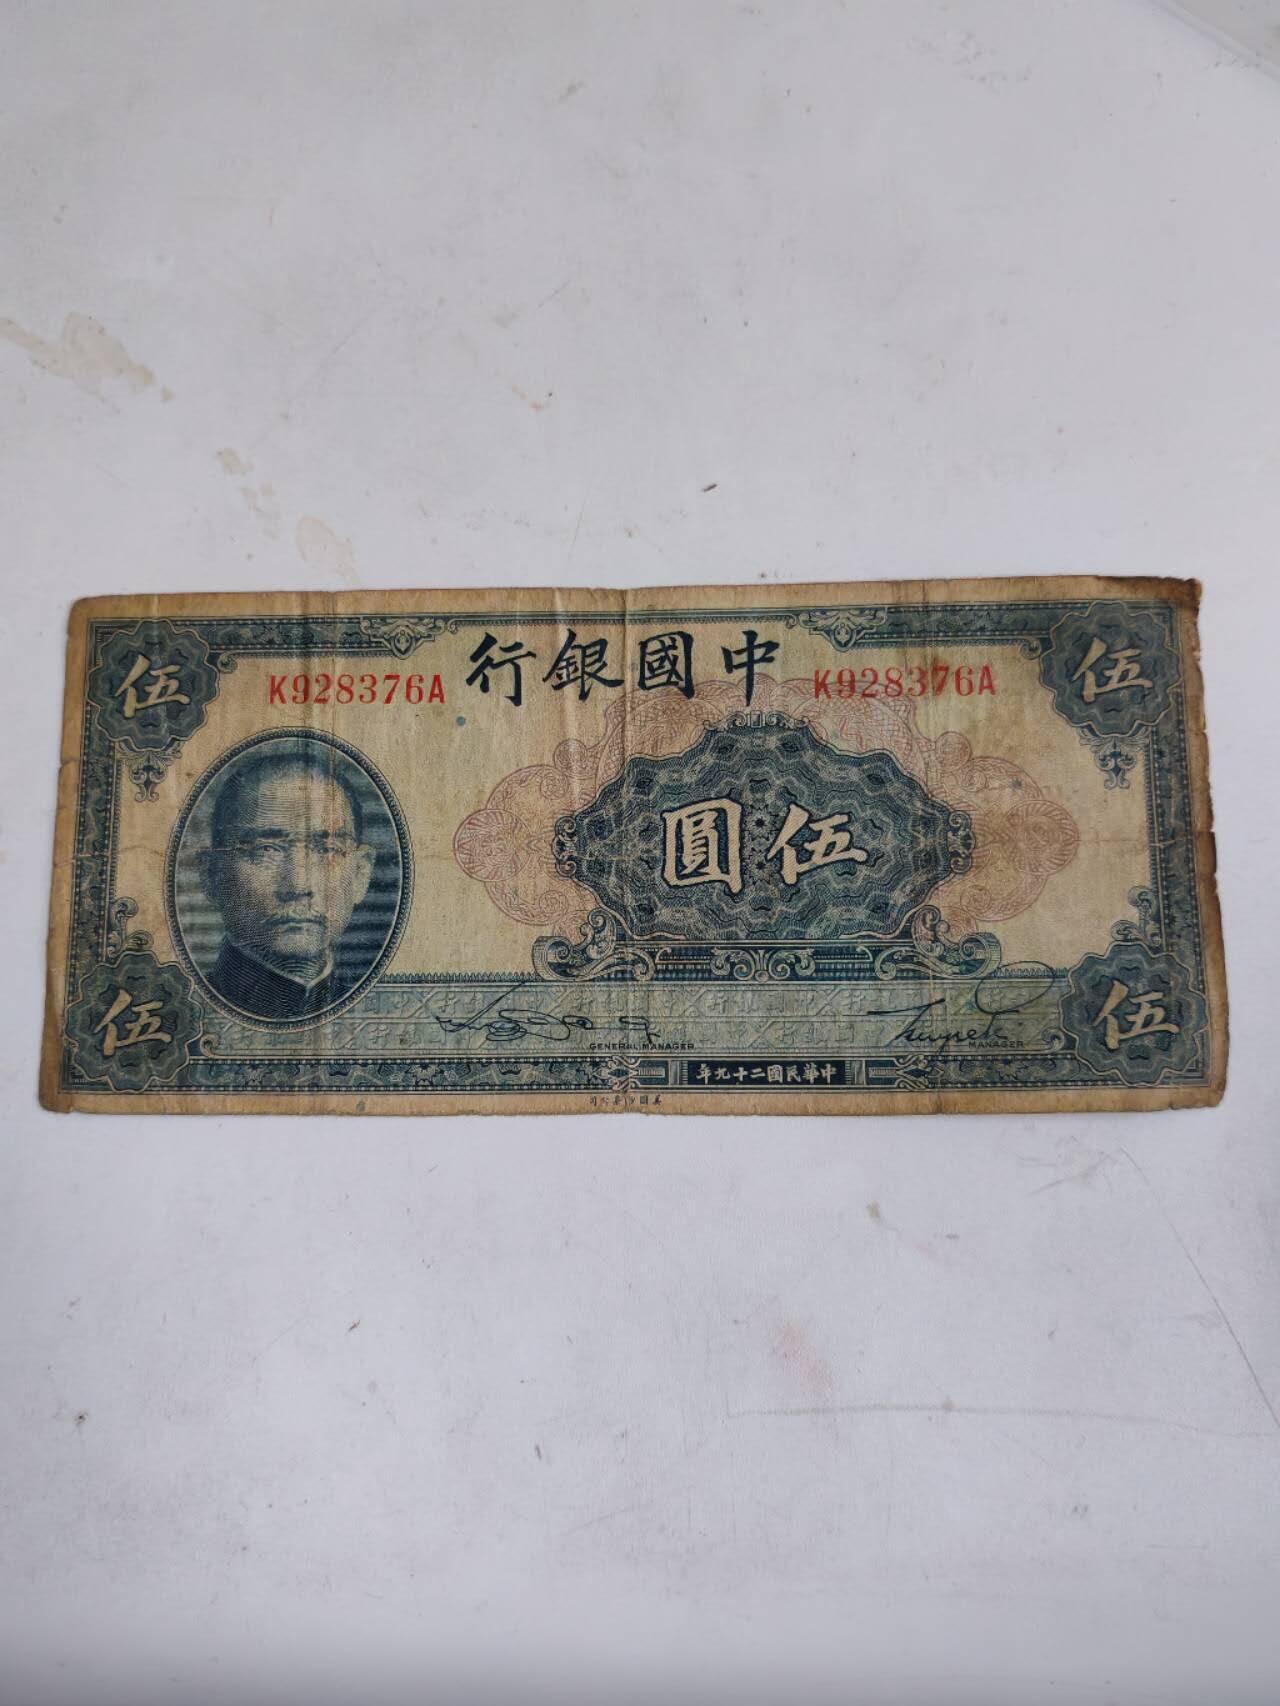 中國銀行
K928376A
K928376A
伍
伍
伍圓
伍
伍
GENERAL MANAGER
MANAGER
中華民國二十九年